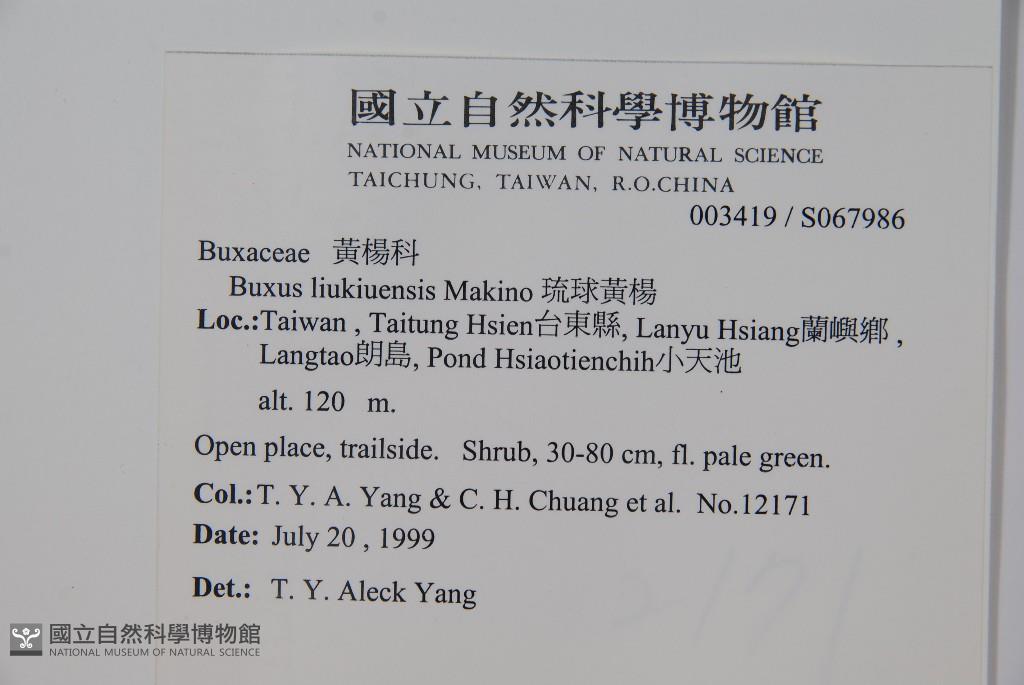 國立自然科學博物館
NATIONAL MUSEUM OF NATURAL SCIENCE
TAICHUNG, TAIWAN, R.O.CHINA
003419 / S067986
Buxaceae 黃楊科
Buxus liukiuensis Makino 琉球黃楊
Loc.:Taiwan , Taitung Hsien台東縣, Lanyu Hsiang蘭嶼鄉 ,
Langtao朗島, Pond Hsiaotienchih小天池
alt. 120 m.
Open place, trailside. Shrub, 30-80 cm, fl. pale green.
Col.:T. Y. A. Yang & C. H. Chuang et al. No.12171
Date: July 20 , 1999
Det.: T. Y. Aleck Yang
國立自然科學博物館
NATIONAL MUSEUM OF NATURAL SCIENCE